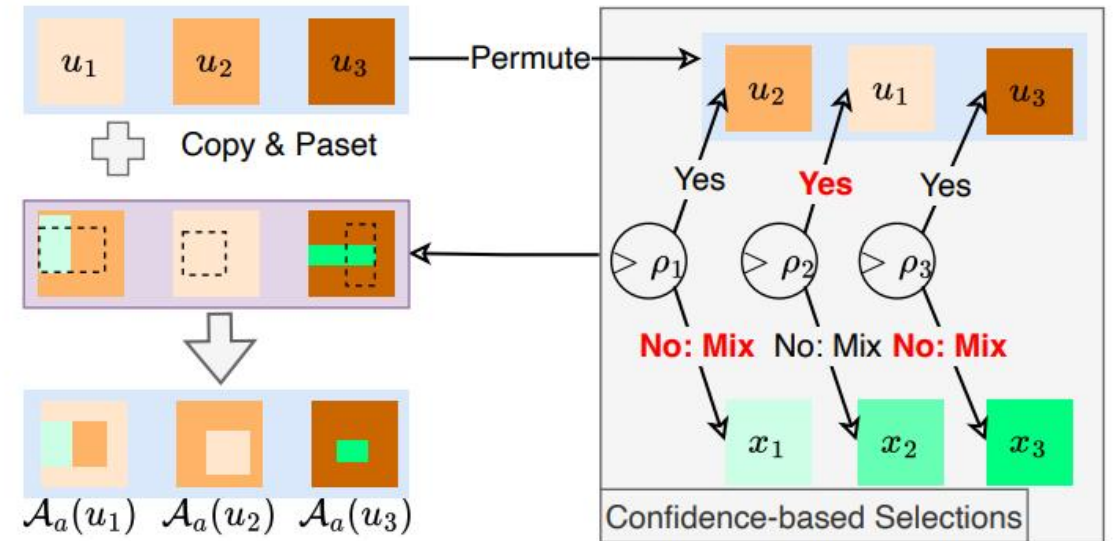 u₁ u₂ u₃
Permute
u₂ u₁ u₃
Copy & Paset
Yes Yes Yes
> ρ₁ > ρ₂ > ρ₃
No: Mix No: Mix No: Mix
x₁ x₂ x₃
𝒜ₐ(u₁) 𝒜ₐ(u₂) 𝒜ₐ(u₃)
Confidence-based Selections